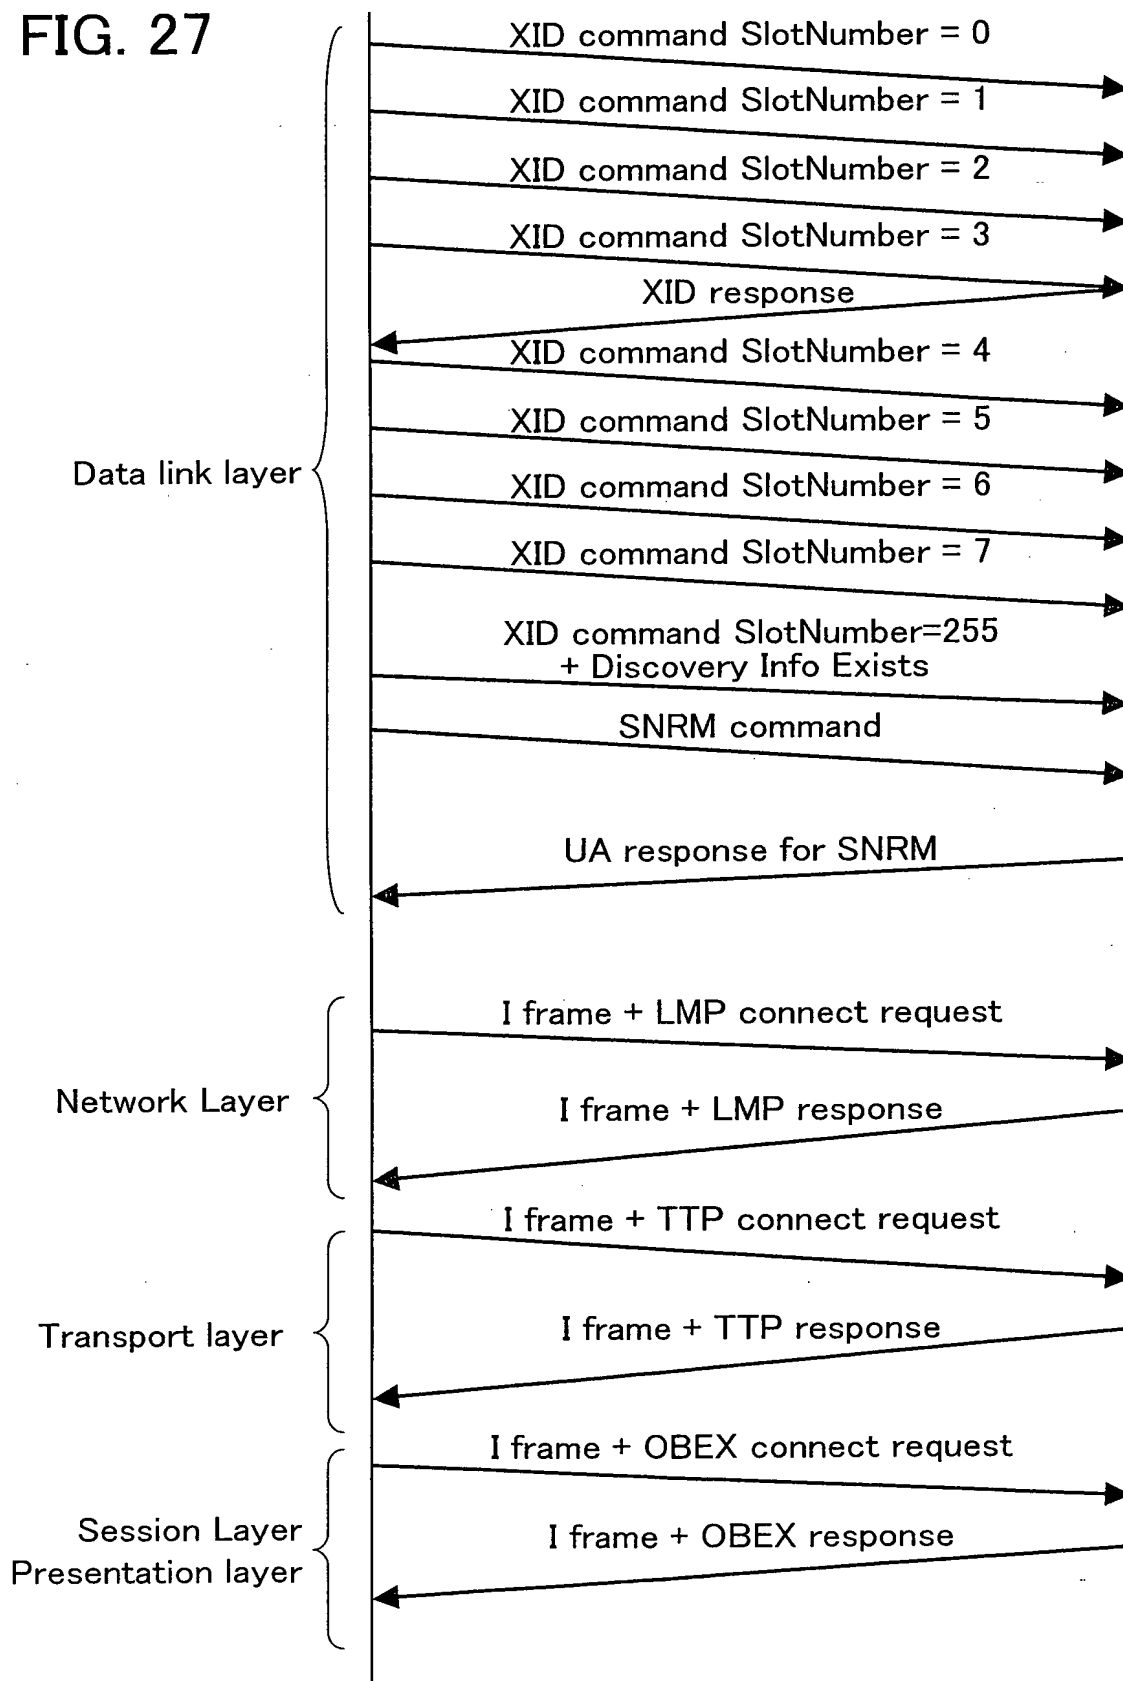 FIG. 27
XID command SlotNumber = 0
XID command SlotNumber = 1
XID command SlotNumber = 2
XID command SlotNumber = 3
XID response
XID command SlotNumber = 4
XID command SlotNumber = 5
Data link layer
XID command SlotNumber = 6
XID command SlotNumber = 7
XID command SlotNumber=255
+ Discovery Info Exists
SNRM command
UA response for SNRM
I frame + LMP connect request
Network Layer
I frame + LMP response
I frame + TTP connect request
Transport layer
I frame + TTP response
I frame + OBEX connect request
Session Layer
Presentation layer
I frame + OBEX response